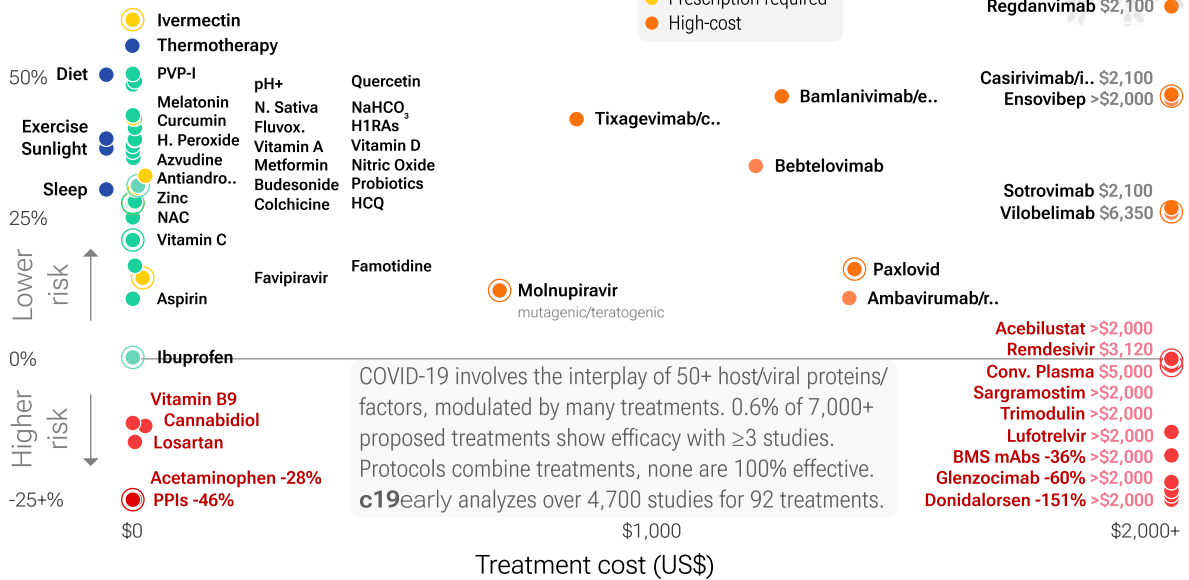 Prescription required
High-cost
Regdanvimab $2,100
Ivermectin
Thermotherapy
50%
Diet
PVP-I
pH+
Quercetin
Casirivimab/i.. $2,100
Ensovibep >$2,000
Bamlanivimab/e..
Melatonin
N. Sativa
NaHCO3
Curcumin
Fluvox.
H1RAs
Tixagevimab/c..
Exercise
H. Peroxide
Vitamin A
Vitamin D
Sunlight
Azvudine
Metformin
Nitric Oxide
Bebtelovimab
Antiandro..
Budesonide
Probiotics
Sleep
Zinc
Colchicine
HCQ
Sotrovimab $2,100
Vilobelimab $6,350
25%
NAC
Vitamin C
Lower
risk
Favipiravir
Famotidine
Paxlovid
Aspirin
Molnupiravir
mutagenic/teratogenic
Ambavirumab/r..
Acebilustat >$2,000
Remdesivir $3,120
0%
Ibuprofen
Conv. Plasma $5,000
COVID-19 involves the interplay of 50+ host/viral proteins/
factors, modulated by many treatments. 0.6% of 7,000+
proposed treatments show efficacy with ≥3 studies.
Protocols combine treatments, none are 100% effective.
c19early analyzes over 4,700 studies for 92 treatments.
Sargramostim >$2,000
Trimodulin >$2,000
Lufotrelvir >$2,000
BMS mAbs -36% >$2,000
Glenzocimab -60% >$2,000
Donidalorsen -151% >$2,000
Higher
risk
Vitamin B9
Cannabidiol
Losartan
Acetaminophen -28%
PPIs -46%
-25+%
$0
$1,000
$2,000+
Treatment cost (US$)